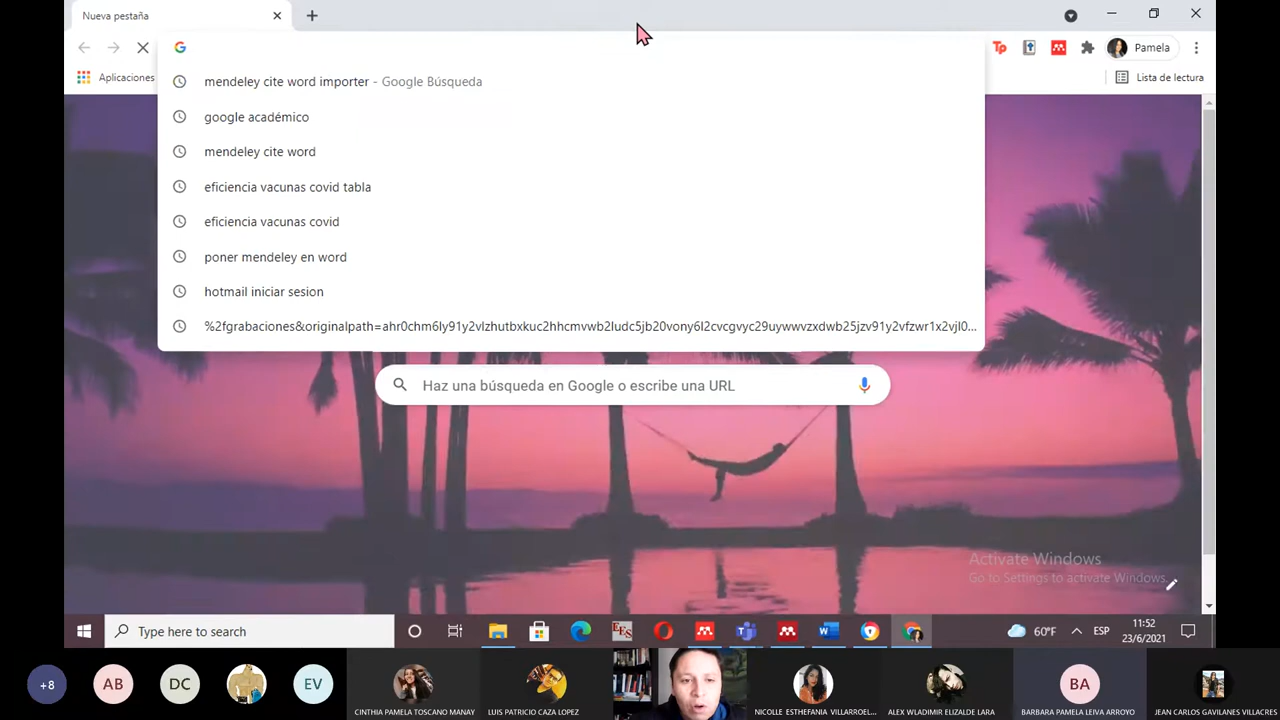 Nueva pestaña
Tp
Pamela
Aplicaciones
Lista de lectura
mendeley cite word importer - Google Búsqueda
google académico
mendeley cite word
eficiencia vacunas covid tabla
eficiencia vacunas covid
poner mendeley en word
hotmail iniciar sesion
Haz una búsqueda en Google o escribe una URL
Activate Windows
Go to Settings to activate Windows.
Type here to search
EES
60°F
ESP
11:52
23/6/2021
+8
AB
DC
EV
CINTHIA PAMELA TOSCANO MANAY
LUIS PATRICIO CAZA LOPEZ
NICOLLE ESTHEFANIA VILLARROEL...
ALEX WLADIMIR ELIZALDE LARA
BA
BARBARA PAMELA LEIVA ARROYO
JEAN CARLOS GAVILANES VILLACRES